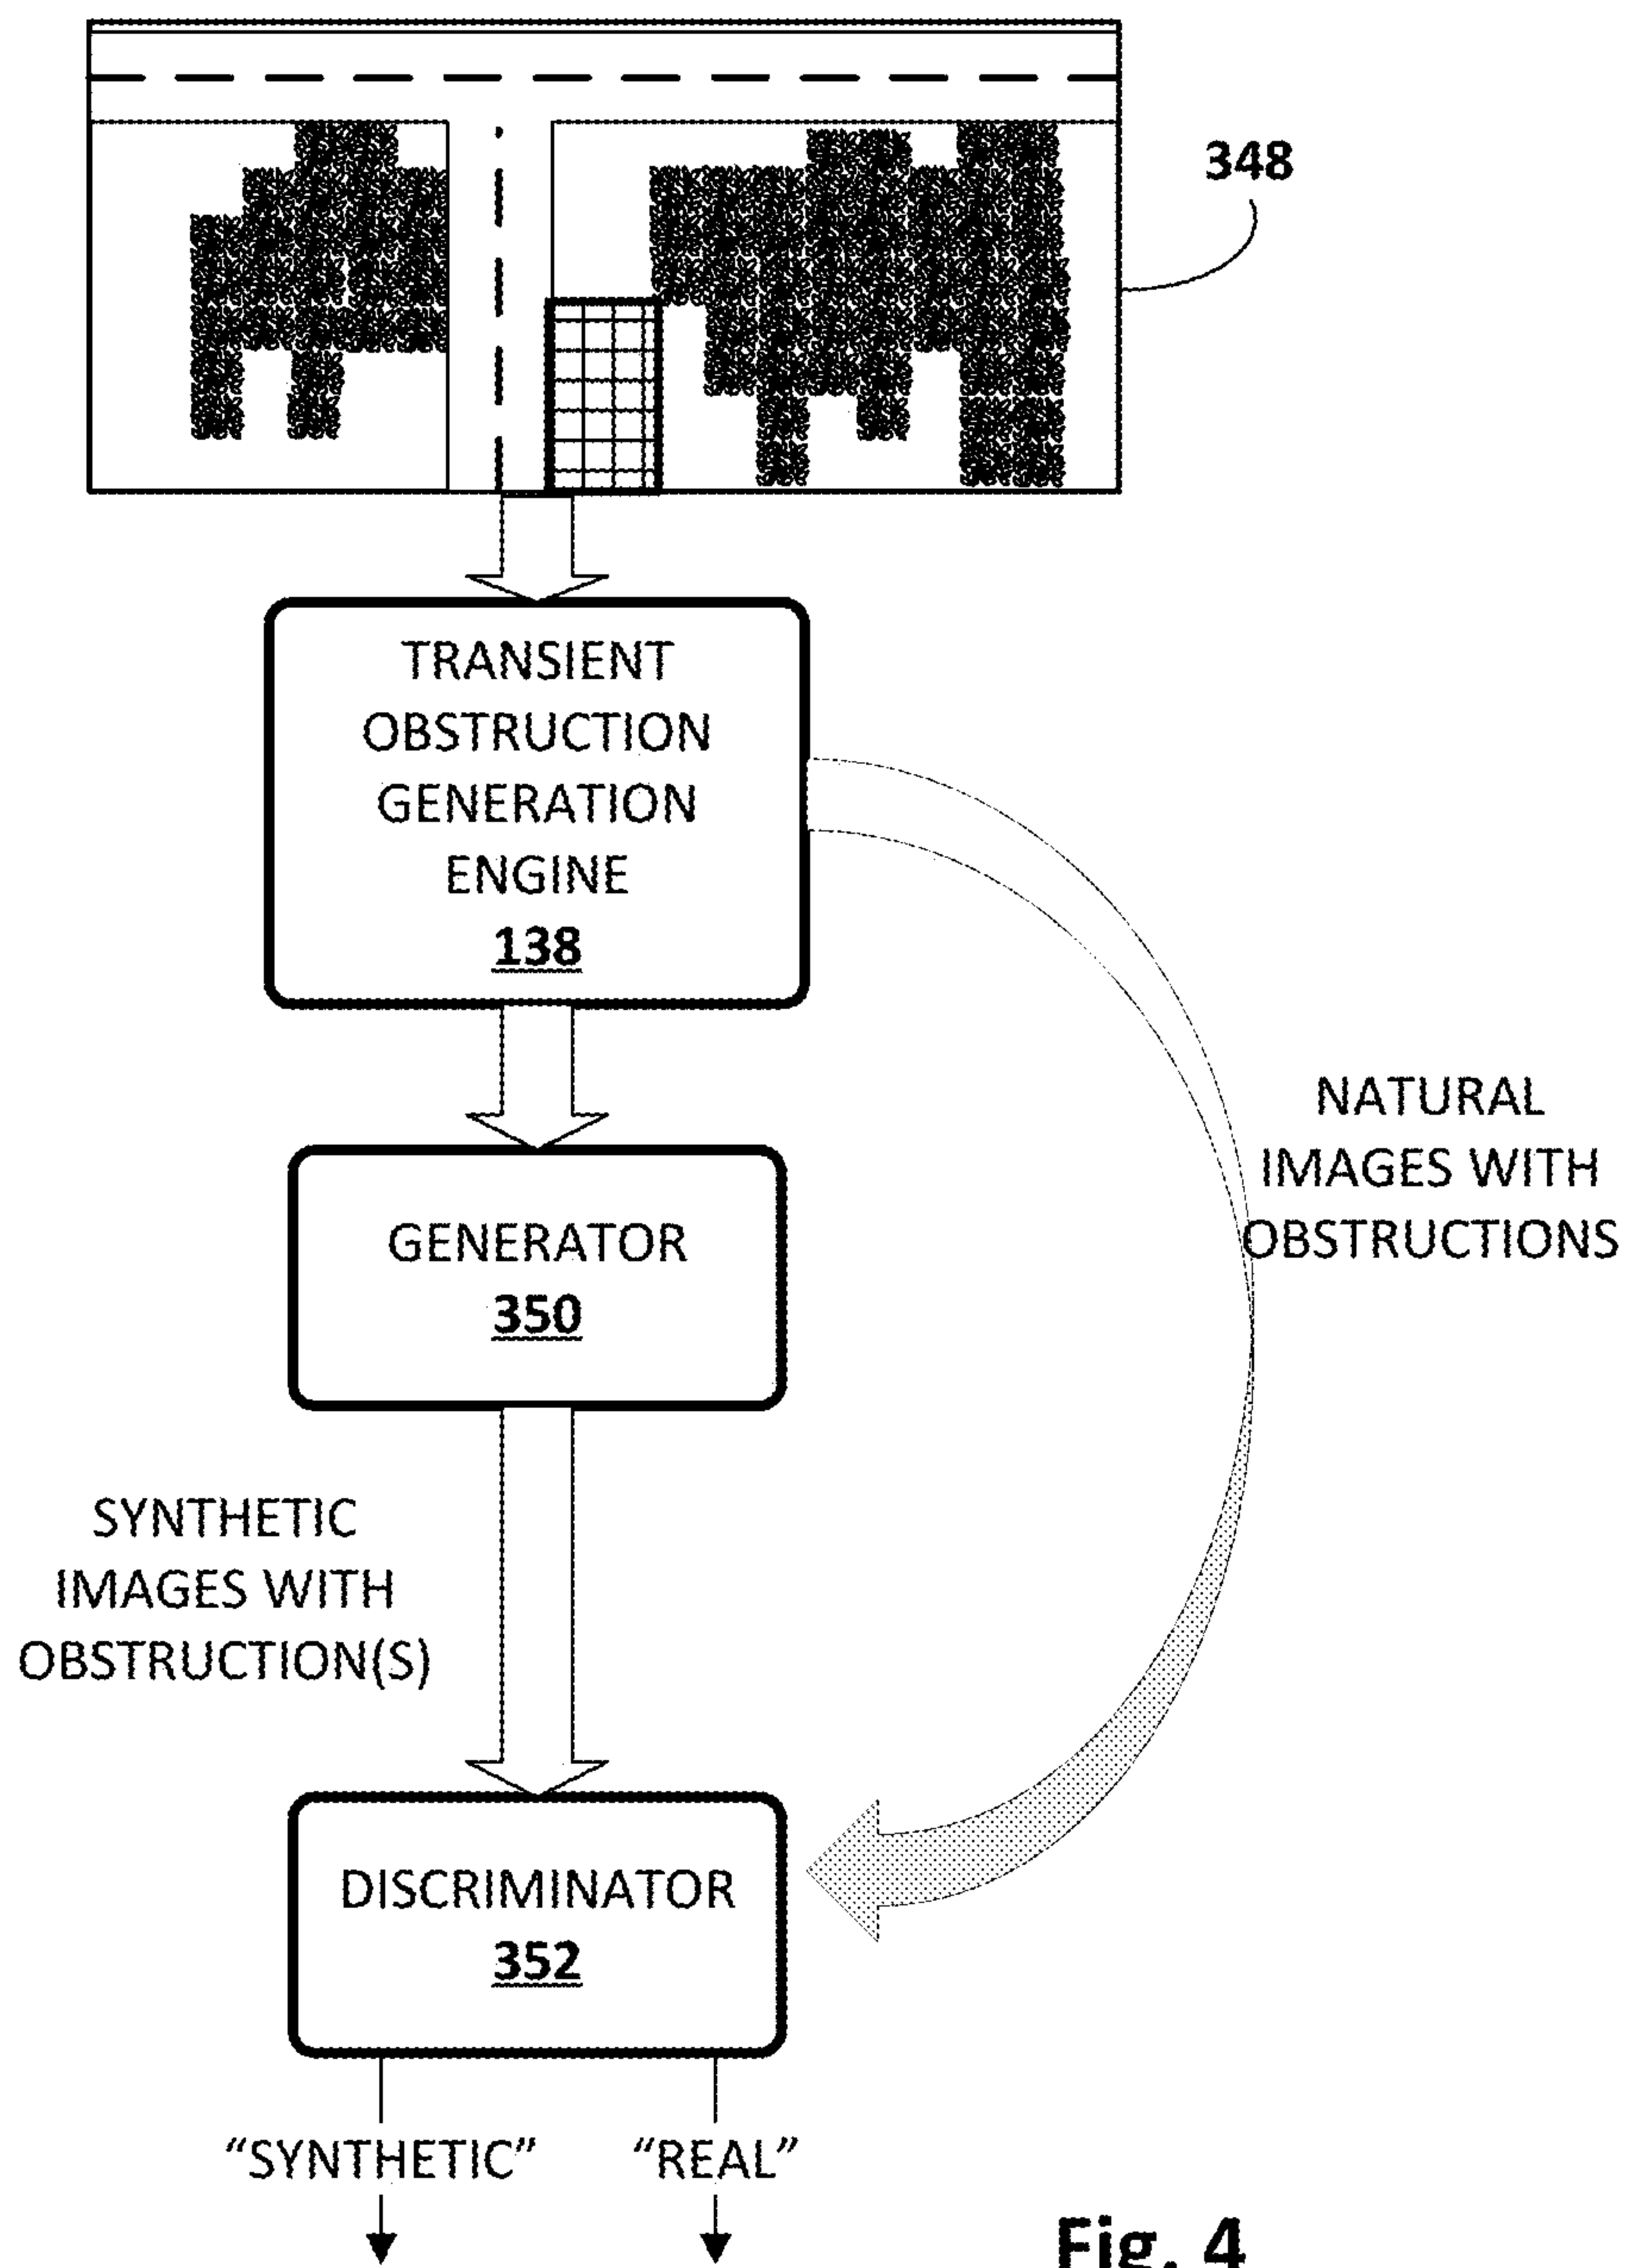 348
TRANSIENT
OBSTRUCTION
GENERATION
ENGINE
138
GENERATOR
350
NATURAL
IMAGES WITH
OBSTRUCTIONS
SYNTHETIC
IMAGES WITH
OBSTRUCTION(S)
DISCRIMINATOR
352
“SYNTHETIC” “REAL”
Fig. 4